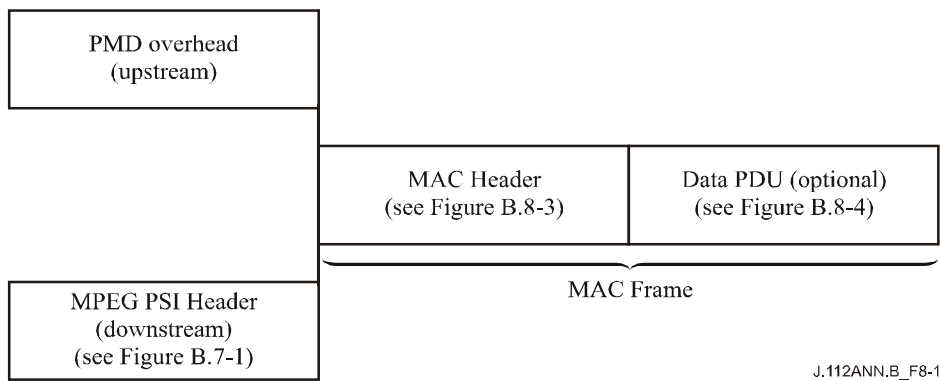 PMD overhead
(upstream)
MAC Header
(see Figure B.8-3)
Data PDU (optional)
(see Figure B.8-4)
MAC Frame
MPEG PSI Header
(downstream)
(see Figure B.7-1)
J.112ANN.B_F8-1